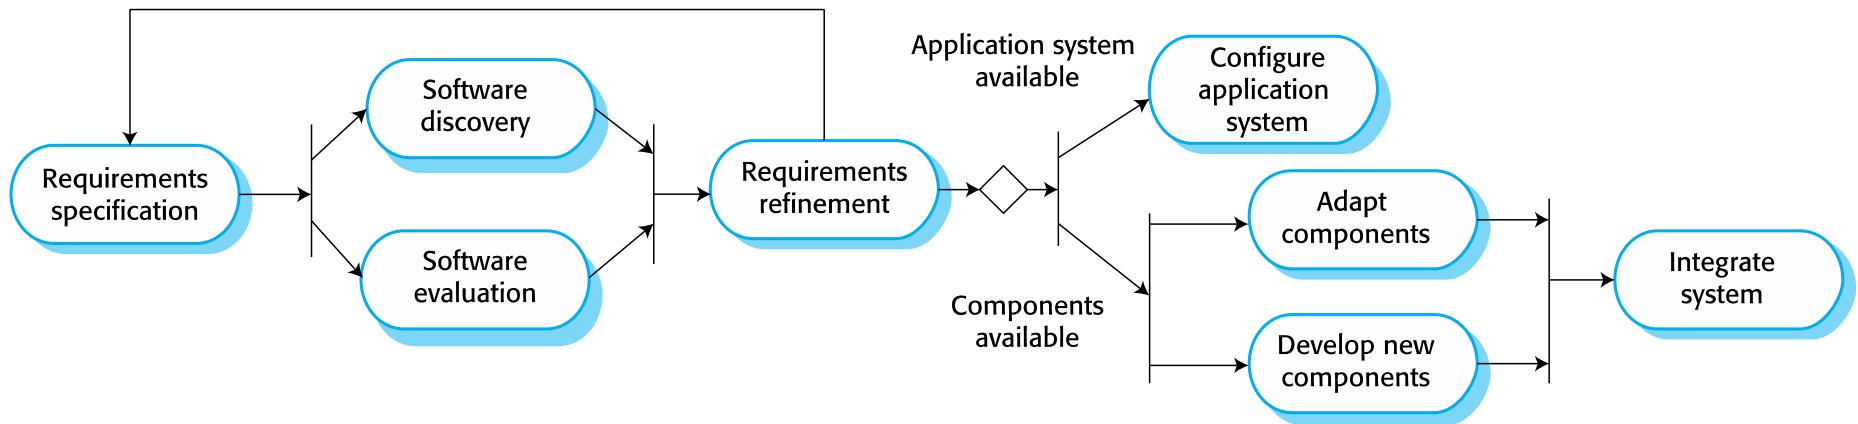 Requirements
specification
Software
discovery
Software
evaluation
Requirements
refinement
Application system
available
Configure
application
system
Components
available
Adapt
components
Develop new
components
Integrate
system